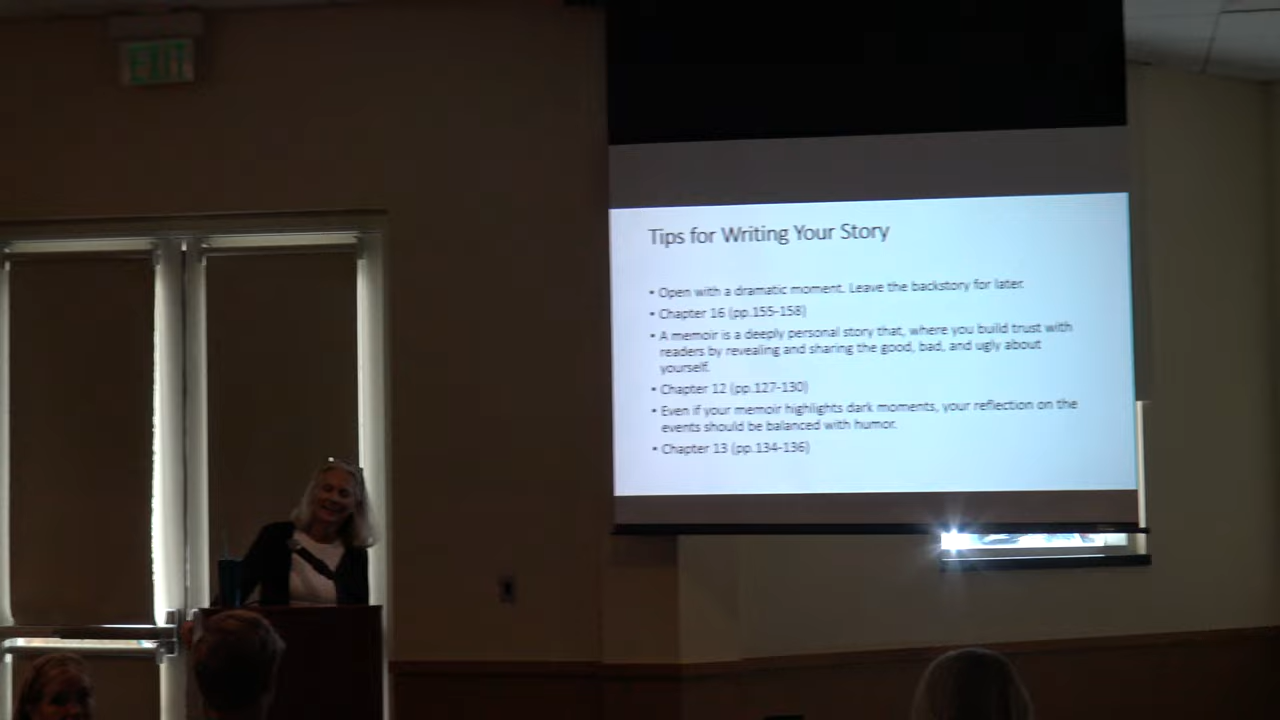 EXIT
Tips for Writing Your Story
• Open with a dramatic moment. Leave the backstory for later.
• Chapter 16 (pp.155-158)
• A memoir is a deeply personal story that, where you build trust with
readers by revealing and sharing the good, bad, and ugly about
yourself.
• Chapter 12 (pp.127-130)
• Even if your memoir highlights dark moments, your reflection on the
events should be balanced with humor.
• Chapter 13 (pp.134-136)